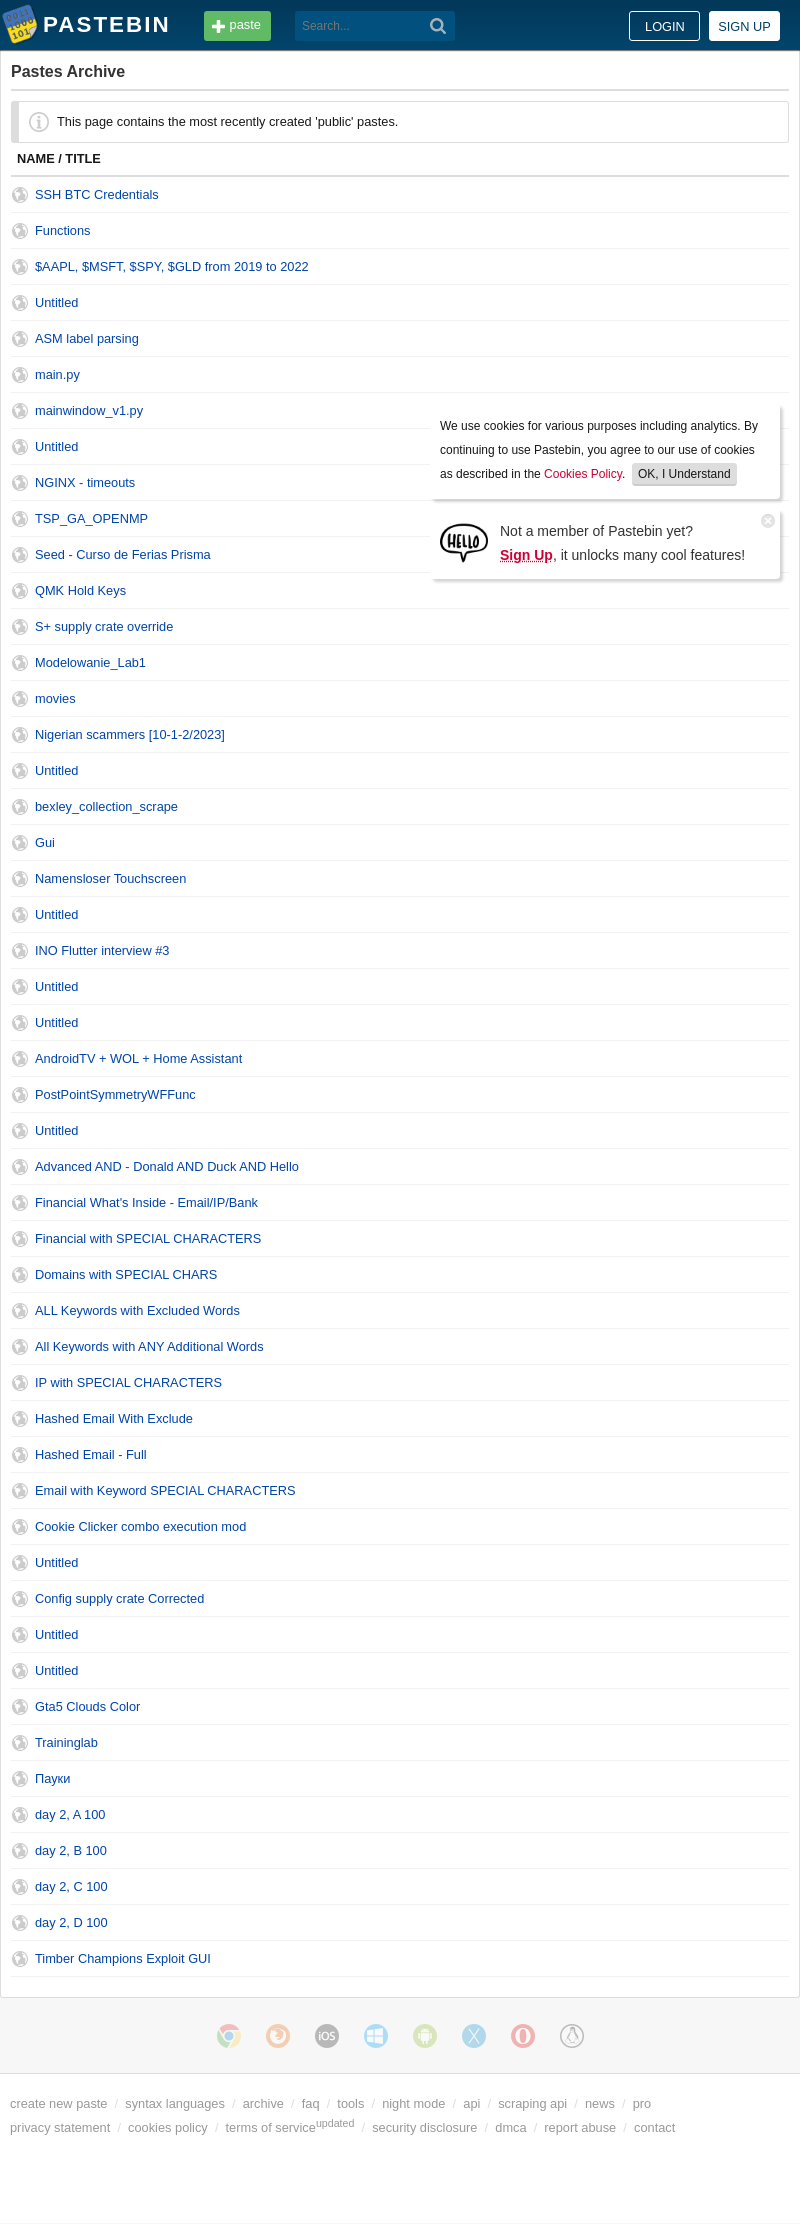 PASTEBIN paste Search... LOGIN SIGN UP
Pastes Archive
This page contains the most recently created 'public' pastes.
NAME / TITLE
SSH BTC Credentials
Functions
$AAPL, $MSFT, $SPY, $GLD from 2019 to 2022
Untitled
ASM label parsing
main.py
mainwindow_v1.py
Untitled
NGINX - timeouts
TSP_GA_OPENMP
Seed - Curso de Ferias Prisma
We use cookies for various purposes including analytics. By
continuing to use Pastebin, you agree to our use of cookies
as described in the Cookies Policy. OK, I Understand
HELLO
Not a member of Pastebin yet?
Sign Up, it unlocks many cool features!
QMK Hold Keys
S+ supply crate override
Modelowanie_Lab1
movies
Nigerian scammers [10-1-2/2023]
Untitled
bexley_collection_scrape
Gui
Namensloser Touchscreen
Untitled
INO Flutter interview #3
Untitled
Untitled
AndroidTV + WOL + Home Assistant
PostPointSymmetryWFFunc
Untitled
Advanced AND - Donald AND Duck AND Hello
Financial What's Inside - Email/IP/Bank
Financial with SPECIAL CHARACTERS
Domains with SPECIAL CHARS
ALL Keywords with Excluded Words
All Keywords with ANY Additional Words
IP with SPECIAL CHARACTERS
Hashed Email With Exclude
Hashed Email - Full
Email with Keyword SPECIAL CHARACTERS
Cookie Clicker combo execution mod
Untitled
Config supply crate Corrected
Untitled
Untitled
Gta5 Clouds Color
Traininglab
Пауки
day 2, A 100
day 2, B 100
day 2, C 100
day 2, D 100
Timber Champions Exploit GUI
iOS
create new paste / syntax languages / archive / faq / tools / night mode / api / scraping api / news / pro
privacy statement / cookies policy / terms of service updated / security disclosure / dmca / report abuse / contact